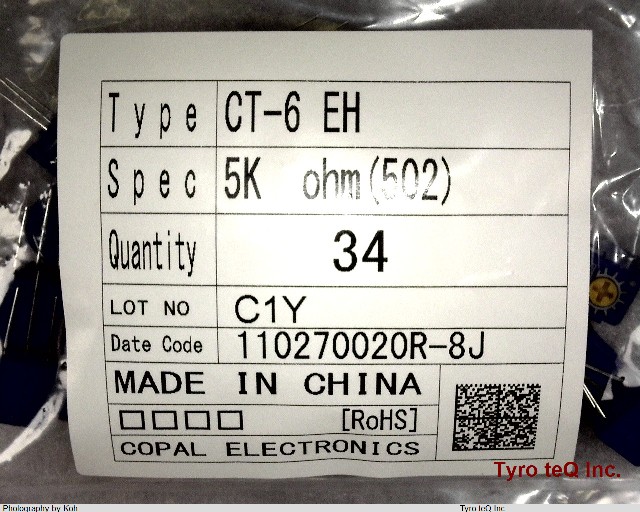 Type CT-6 EH
Spec 5K ohm(502)
Quantity 34
LOT NO C1Y
Date Code 110270020R-8J
MADE IN CHINA
[RoHS]
COPAL ELECTRONICS
Tyro teQ Inc.
Photography by Koh Tyro teQ Inc